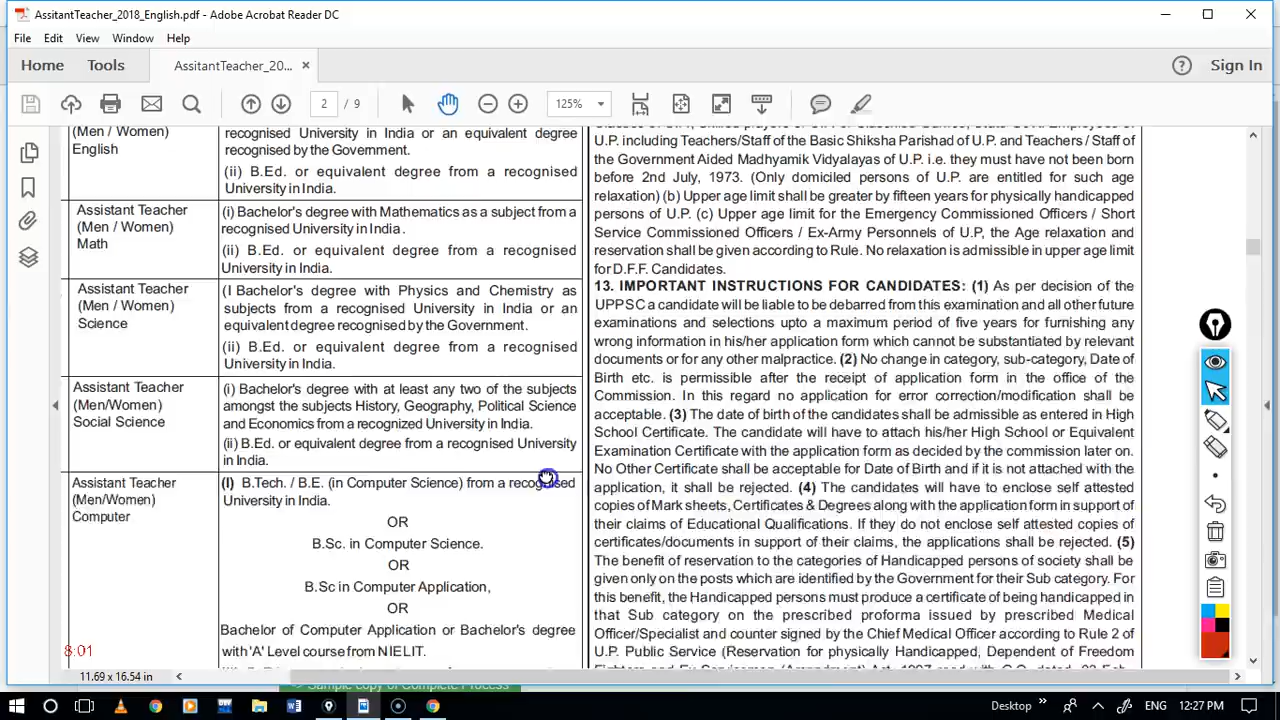 AssitantTeacher_2018_English.pdf - Adobe Acrobat Reader DC
File Edit View Window Help
Home Tools AssitantTeacher_20... × Sign In
2 / 9 125%
(Men / Women)
English
recognised University in India or an equivalent degree
recognised by the Government.
(ii) B.Ed. or equivalent degree from a recognised
University in India.
Assistant Teacher
(Men / Women)
Math
(i) Bachelor's degree with Mathematics as a subject from a
recognised University in India .
(ii) B.Ed. or equivalent degree from a recognised
University in India.
Assistant Teacher
(Men / Women)
Science
(I Bachelor's degree with Physics and Chemistry as
subjects from a recognised University in India or an
equivalent degree recognised by the Government.
(ii) B.Ed. or equivalent degree from a recognised
University in India.
Assistant Teacher
(Men/Women)
Social Science
(i) Bachelor's degree with at least any two of the subjects
amongst the subjects History, Geography, Political Science
and Economics from a recognized University in India.
(ii) B.Ed. or equivalent degree from a recognised University
in India.
Assistant Teacher
(Men/Women)
Computer
(I) B.Tech. / B.E. (in Computer Science) from a recognised
University in India.
OR
B.Sc. in Computer Science.
OR
B.Sc in Computer Application,
OR
Bachelor of Computer Application or Bachelor's degree
with 'A' Level course from NIELIT.
U.P. including Teachers/Staff of the Basic Shiksha Parishad of U.P. and Teachers / Staff of
the Government Aided Madhyamik Vidyalayas of U.P. i.e. they must have not been born
before 2nd July, 1973. (Only domiciled persons of U.P. are entitled for such age
relaxation) (b) Upper age limit shall be greater by fifteen years for physically handicapped
persons of U.P. (c) Upper age limit for the Emergency Commissioned Officers / Short
Service Commissioned Officers / Ex-Army Personnels of U.P, the Age relaxation and
reservation shall be given according to Rule. No relaxation is admissible in upper age limit
for D.F.F. Candidates.
13. IMPORTANT INSTRUCTIONS FOR CANDIDATES: (1) As per decision of the
UPPSC a candidate will be liable to be debarred from this examination and all other future
examinations and selections upto a maximum period of five years for furnishing any
wrong information in his/her application form which cannot be substantiated by relevant
documents or for any other malpractice. (2) No change in category, sub-category, Date of
Birth etc. is permissible after the receipt of application form in the office of the
Commission. In this regard no application for error correction/modification shall be
acceptable. (3) The date of birth of the candidates shall be admissible as entered in High
School Certificate. The candidate will have to attach his/her High School or Equivalent
Examination Certificate with the application form as decided by the commission later on.
No Other Certificate shall be acceptable for Date of Birth and if it is not attached with the
application, it shall be rejected. (4) The candidates will have to enclose self attested
copies of Mark sheets, Certificates & Degrees along with the application form in support of
their claims of Educational Qualifications. If they do not enclose self attested copies of
certificates/documents in support of their claims, the applications shall be rejected. (5)
The benefit of reservation to the categories of Handicapped persons of society shall be
given only on the posts which are identified by the Government for their Sub category. For
this benefit, the Handicapped persons must produce a certificate of being handicapped in
that Sub category on the prescribed proforma issued by prescribed Medical
Officer/Specialist and counter signed by the Chief Medical Officer according to Rule 2 of
U.P. Public Service (Reservation for physically Handicapped, Dependent of Freedom
8:01
11.69 x 16.54 in
Sample copy of Complete Process
Desktop ENG 12:27 PM